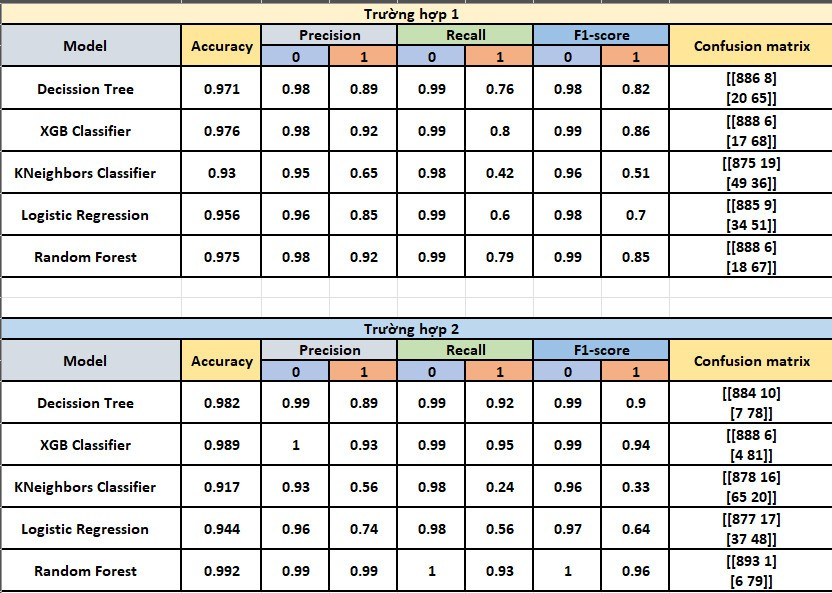 Trường hợp 1
Model Accuracy Precision Recall F1-score Confusion matrix
0 1 0 1 0 1
Decission Tree 0.971 0.98 0.89 0.99 0.76 0.98 0.82 [[886 8]
[20 65]]
XGB Classifier 0.976 0.98 0.92 0.99 0.8 0.99 0.86 [[888 6]
[17 68]]
KNeighbors Classifier 0.93 0.95 0.65 0.98 0.42 0.96 0.51 [[875 19]
[49 36]]
Logistic Regression 0.956 0.96 0.85 0.99 0.6 0.98 0.7 [[885 9]
[34 51]]
Random Forest 0.975 0.98 0.92 0.99 0.79 0.99 0.85 [[888 6]
[18 67]]
Trường hợp 2
Model Accuracy Precision Recall F1-score Confusion matrix
0 1 0 1 0 1
Decission Tree 0.982 0.99 0.89 0.99 0.92 0.99 0.9 [[884 10]
[7 78]]
XGB Classifier 0.989 1 0.93 0.99 0.95 0.99 0.94 [[888 6]
[4 81]]
KNeighbors Classifier 0.917 0.93 0.56 0.98 0.24 0.96 0.33 [[878 16]
[65 20]]
Logistic Regression 0.944 0.96 0.74 0.98 0.56 0.97 0.64 [[877 17]
[37 48]]
Random Forest 0.992 0.99 0.99 1 0.93 1 0.96 [[893 1]
[6 79]]